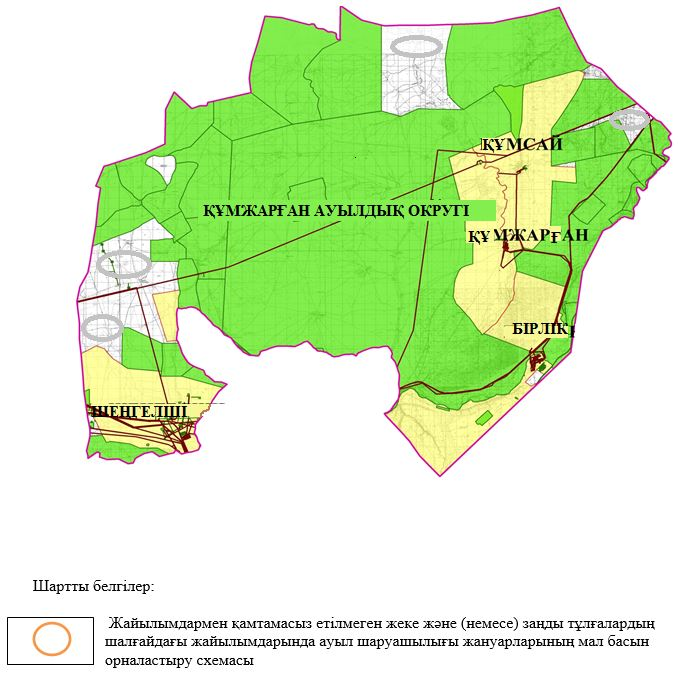 ҚҰМСАЙ
ҚҰМЖАРҒАН АУЫЛДЫҚ ОКРУГІ
ҚҰМЖАРҒАН
БІРЛІК
ШЕҢГЕЛШІ
Шартты белгілер:
Жайылымдармен қамтамасыз етілмеген жеке және (немесе) заңды тұлғалардың
шалғайдағы жайылымдарында ауыл шаруашылығы жануарларының мал басын
орналастыру схемасы